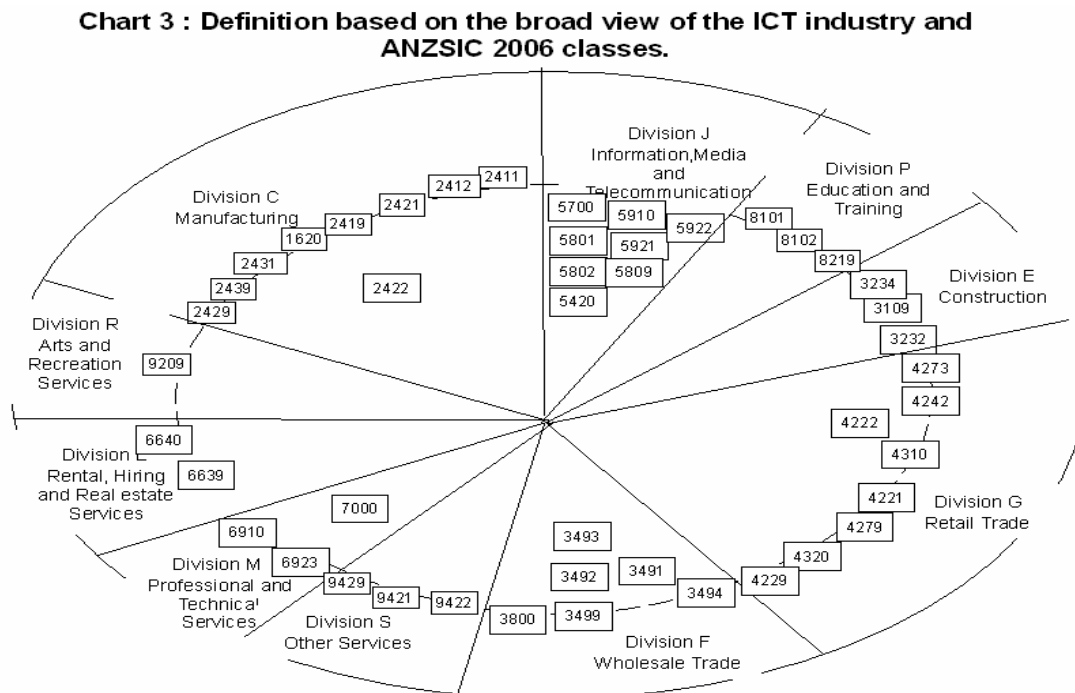 Chart 3 : Definition based on the broad view of the ICT industry and
ANZSIC 2006 classes.
Division J
Information,Media
and
Telecommunication
5700
5910
5922
5801
5921
5802
5809
5420
Division P
Education and
Training
8101
8102
8219
Division E
Construction
3234
3109
3232
4273
4242
4222
4310
4221
4279
4320
4229
Division G
Retail Trade
3493
3492
3491
3494
3499
3800
Division F
Wholesale Trade
9429
9421
9422
Division S
Other Services
7000
6910
6923
Division M
Professional and
Technical
Services
6640
6639
Division
Rental, Hiring
and Real estate
Services
9209
Division R
Arts and
Recreation
Services
Division C
Manufacturing
2411
2412
2421
2419
1620
2431
2439
2429
2422